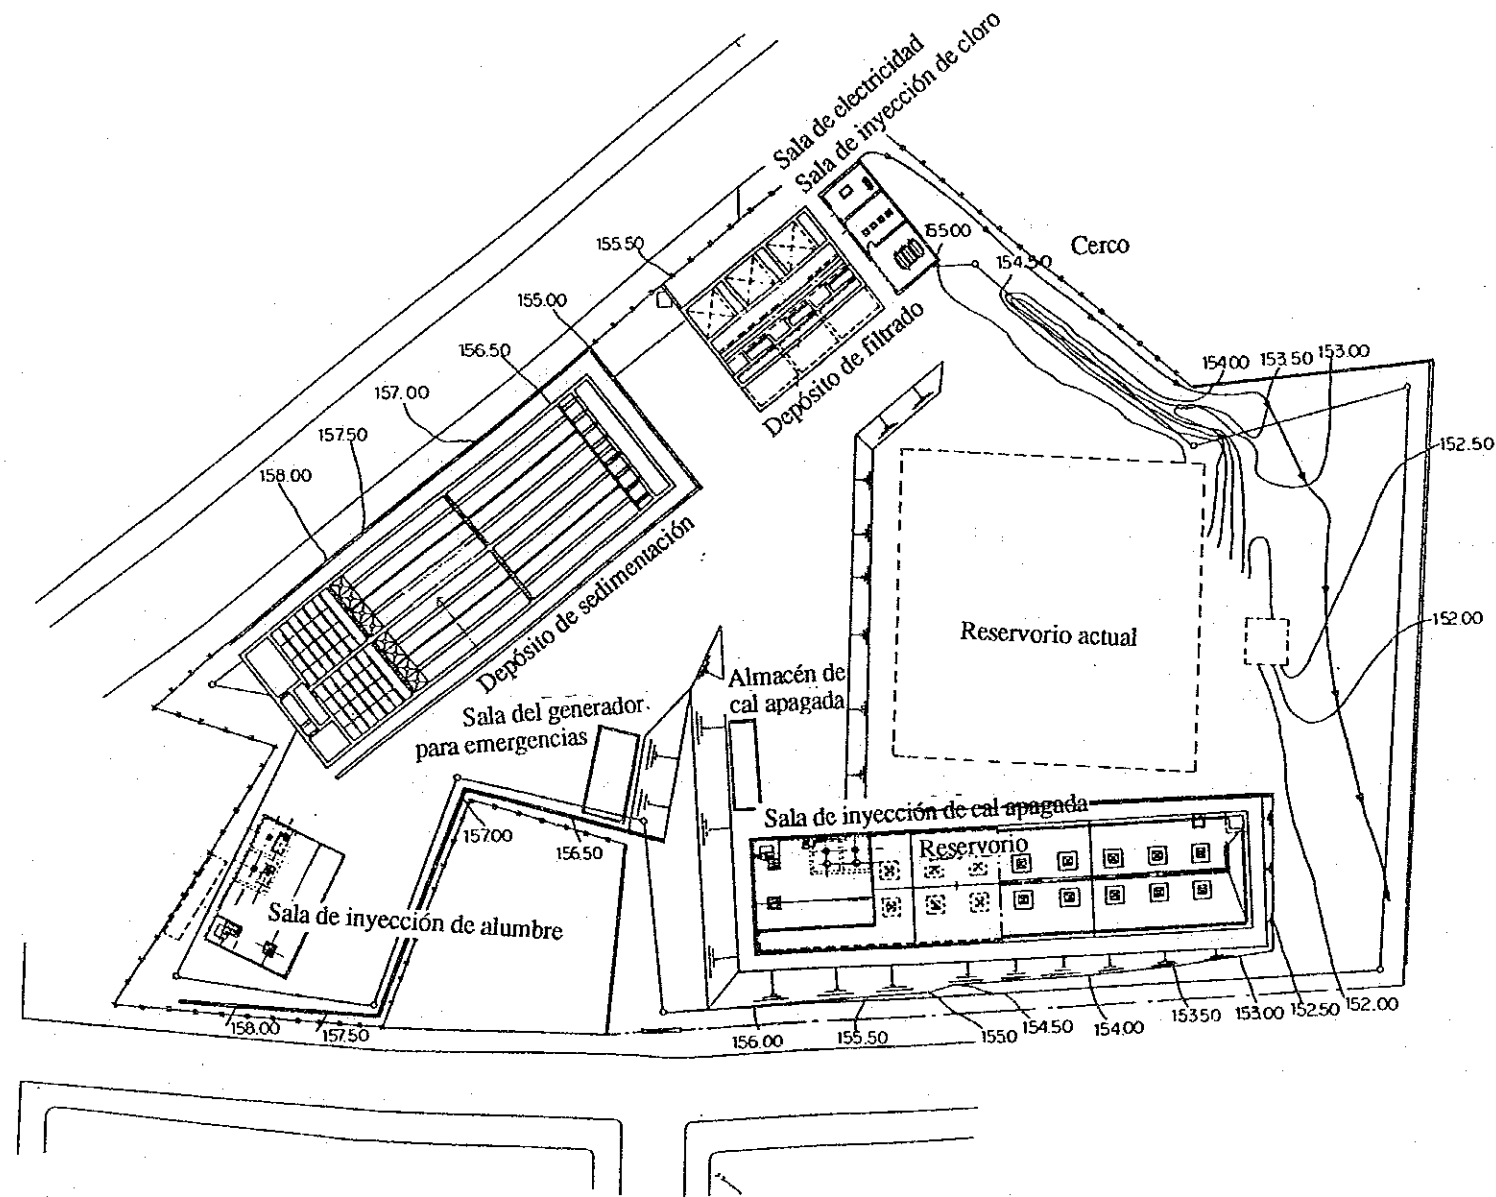 Sala de electricidad
Sala de inyección de cloro
155.50
155.00
154.50
Cerco
155.00
156.50
154.00
153.50
153.00
157.00
Depósito de filtrado
157.50
152.50
158.00
Depósito de sedimentación
Reservorio actual
152.00
Almacén de
cal apagada
Sala del generador
para emergencias
Sala de inyección de cal apagada
157.00
156.50
Reservorio
Sala de inyección de alumbre
158.00
157.50
156.00
155.50
155.0
154.50
154.00
153.50
153.00
152.50
152.00